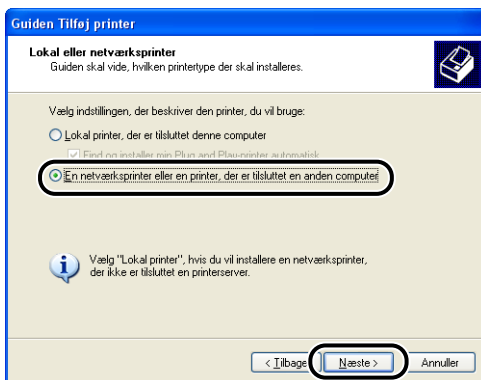 Guiden Tilføj printer
Lokal eller netværksprinter
Guiden skal vide, hvilken printertype der skal installeres.
Vælg indstillingen, der beskriver den printer, du vil bruge:
Lokal printer, der er tilsluttet denne computer
Find og installer min Plug and Play-printer automatisk
En netværksprinter eller en printer, der er tilsluttet en anden computer
Vælg "Lokal printer", hvis du vil installere en netværksprinter,
der ikke er tilsluttet en printerserver.
< Tilbage Næste > Annuller